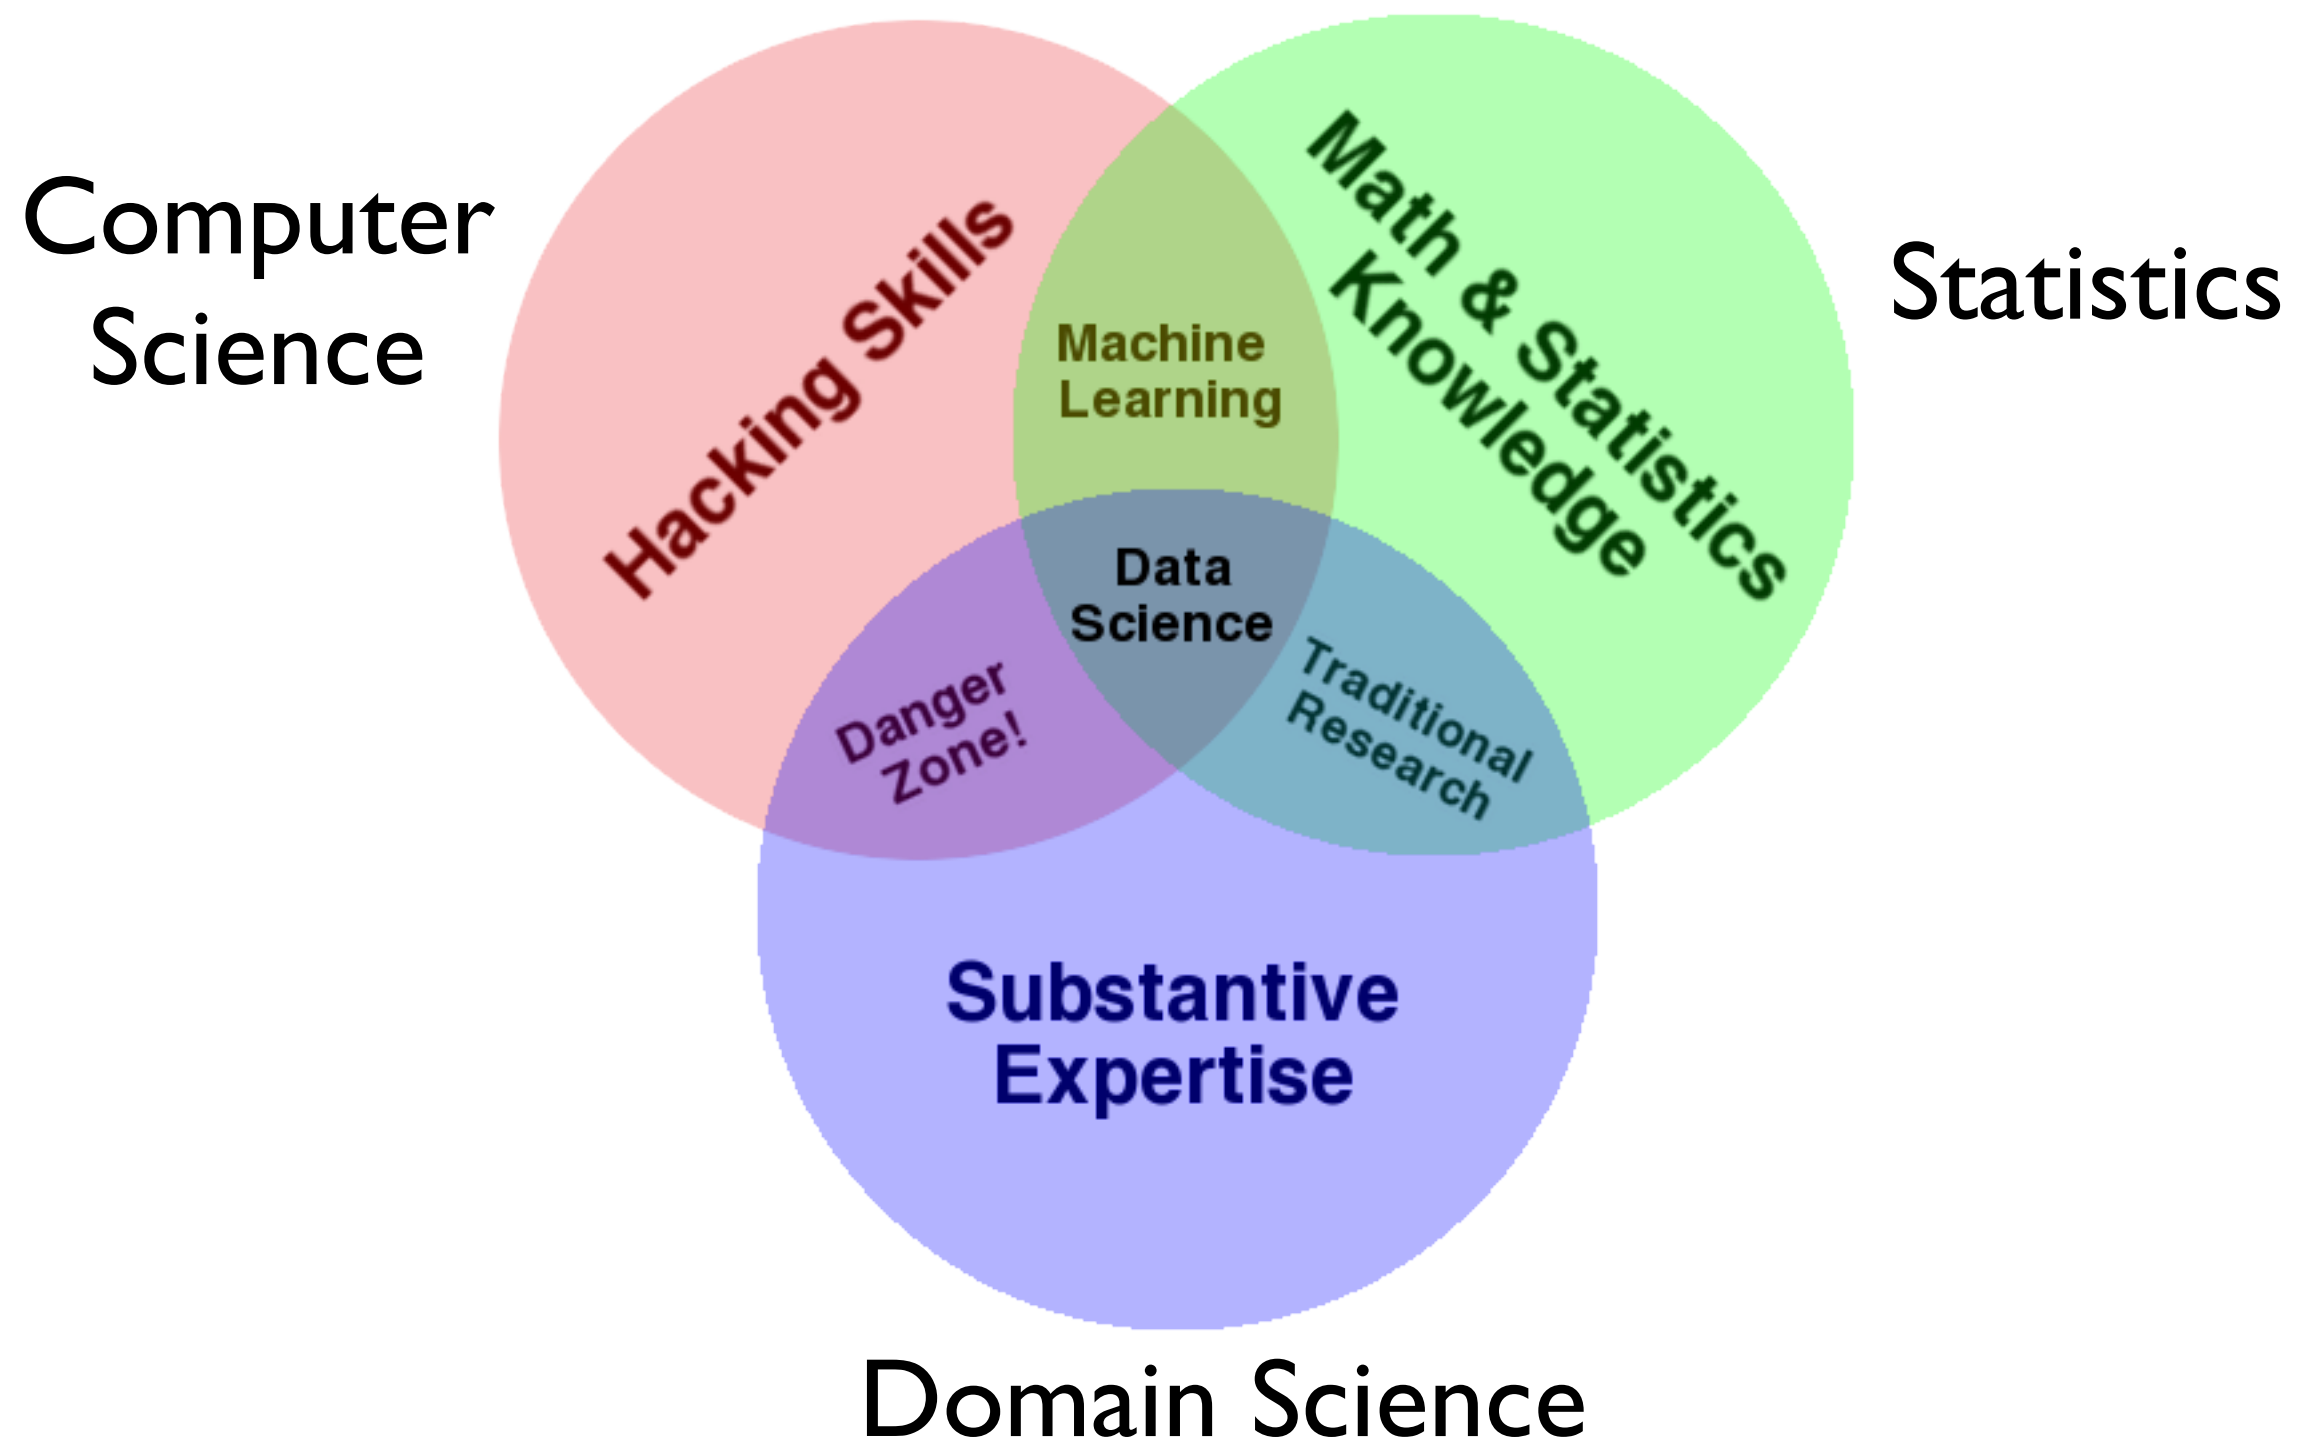 Computer
Science
Hacking Skills
Machine
Learning
Math & Statistics
Knowledge
Statistics
Data
Science
Danger
Zone!
Traditional
Research
Substantive
Expertise
Domain Science